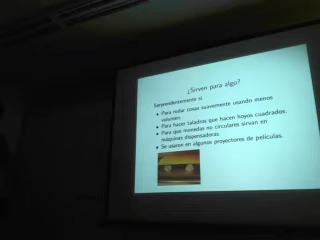 ¿Sirven para algo?
Sorprendentemente si
• Para rodar cosas suavemente usando menos
volumen.
• Para hacer taladros que hacen hoyos cuadrados.
• Para que monedas no circulares sirvan en
máquinas dispensadoras.
• Se usaron en algunos proyectores de películas.